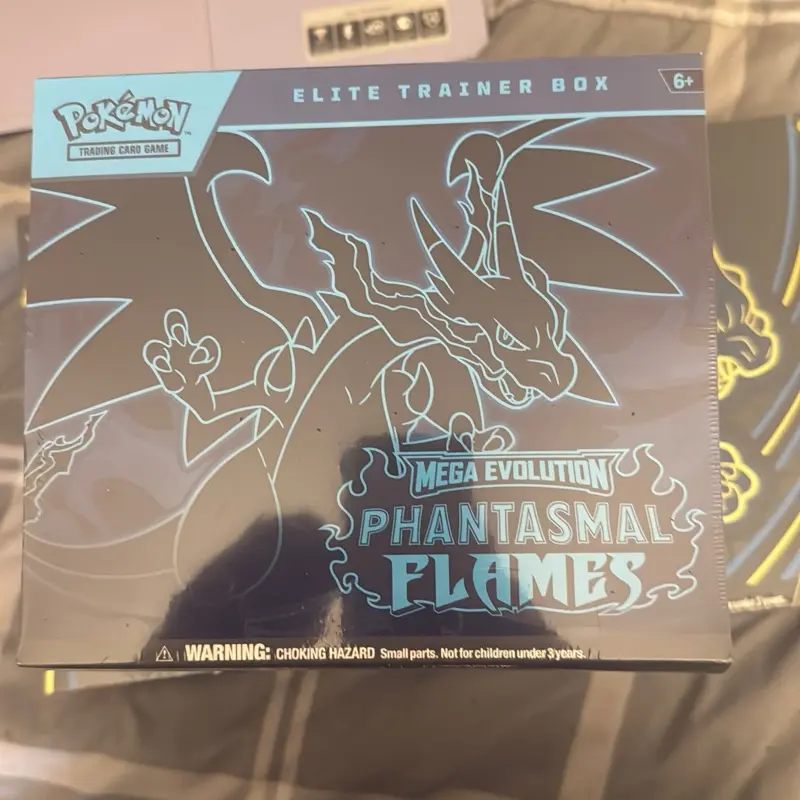 ELITE TRAINER BOX
6+
POKéMON
TRADING CARD GAME
MEGA EVOLUTION
PHANTASMAL
FLAMES
WARNING: CHOKING HAZARD Small parts. Not for children under 3 years.